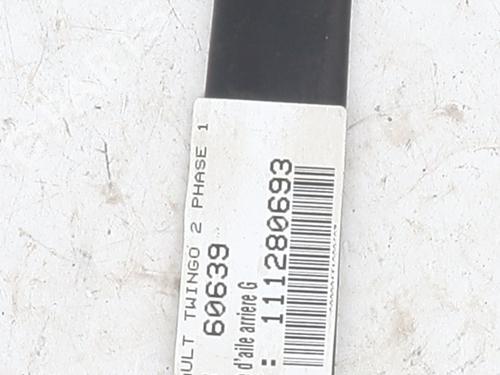 ULT TWINGO 2 PHASE 1
60639
d'aile arriere G
: 111280693